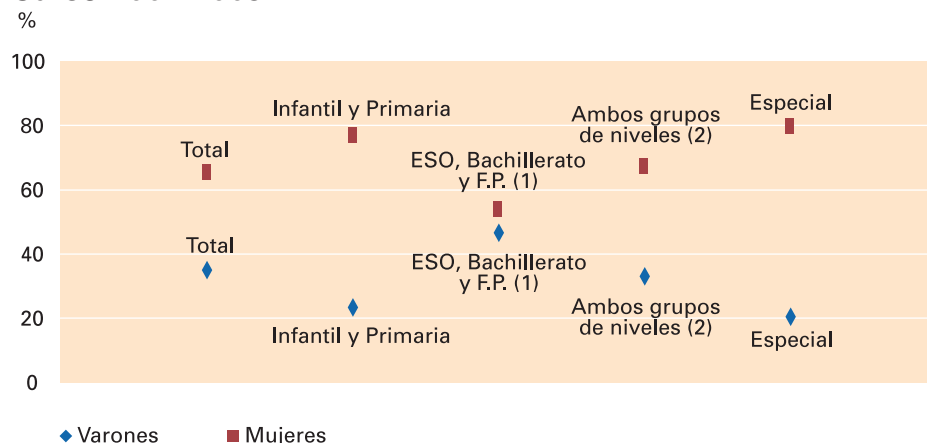 %
100
80
60
40
20
0
Total
Infantil y Primaria
ESO, Bachillerato
y F.P. (1)
Ambos grupos
de niveles (2)
Especial
Total
Infantil y Primaria
ESO, Bachillerato
y F.P. (1)
Ambos grupos
de niveles (2)
Especial
Varones
Mujeres